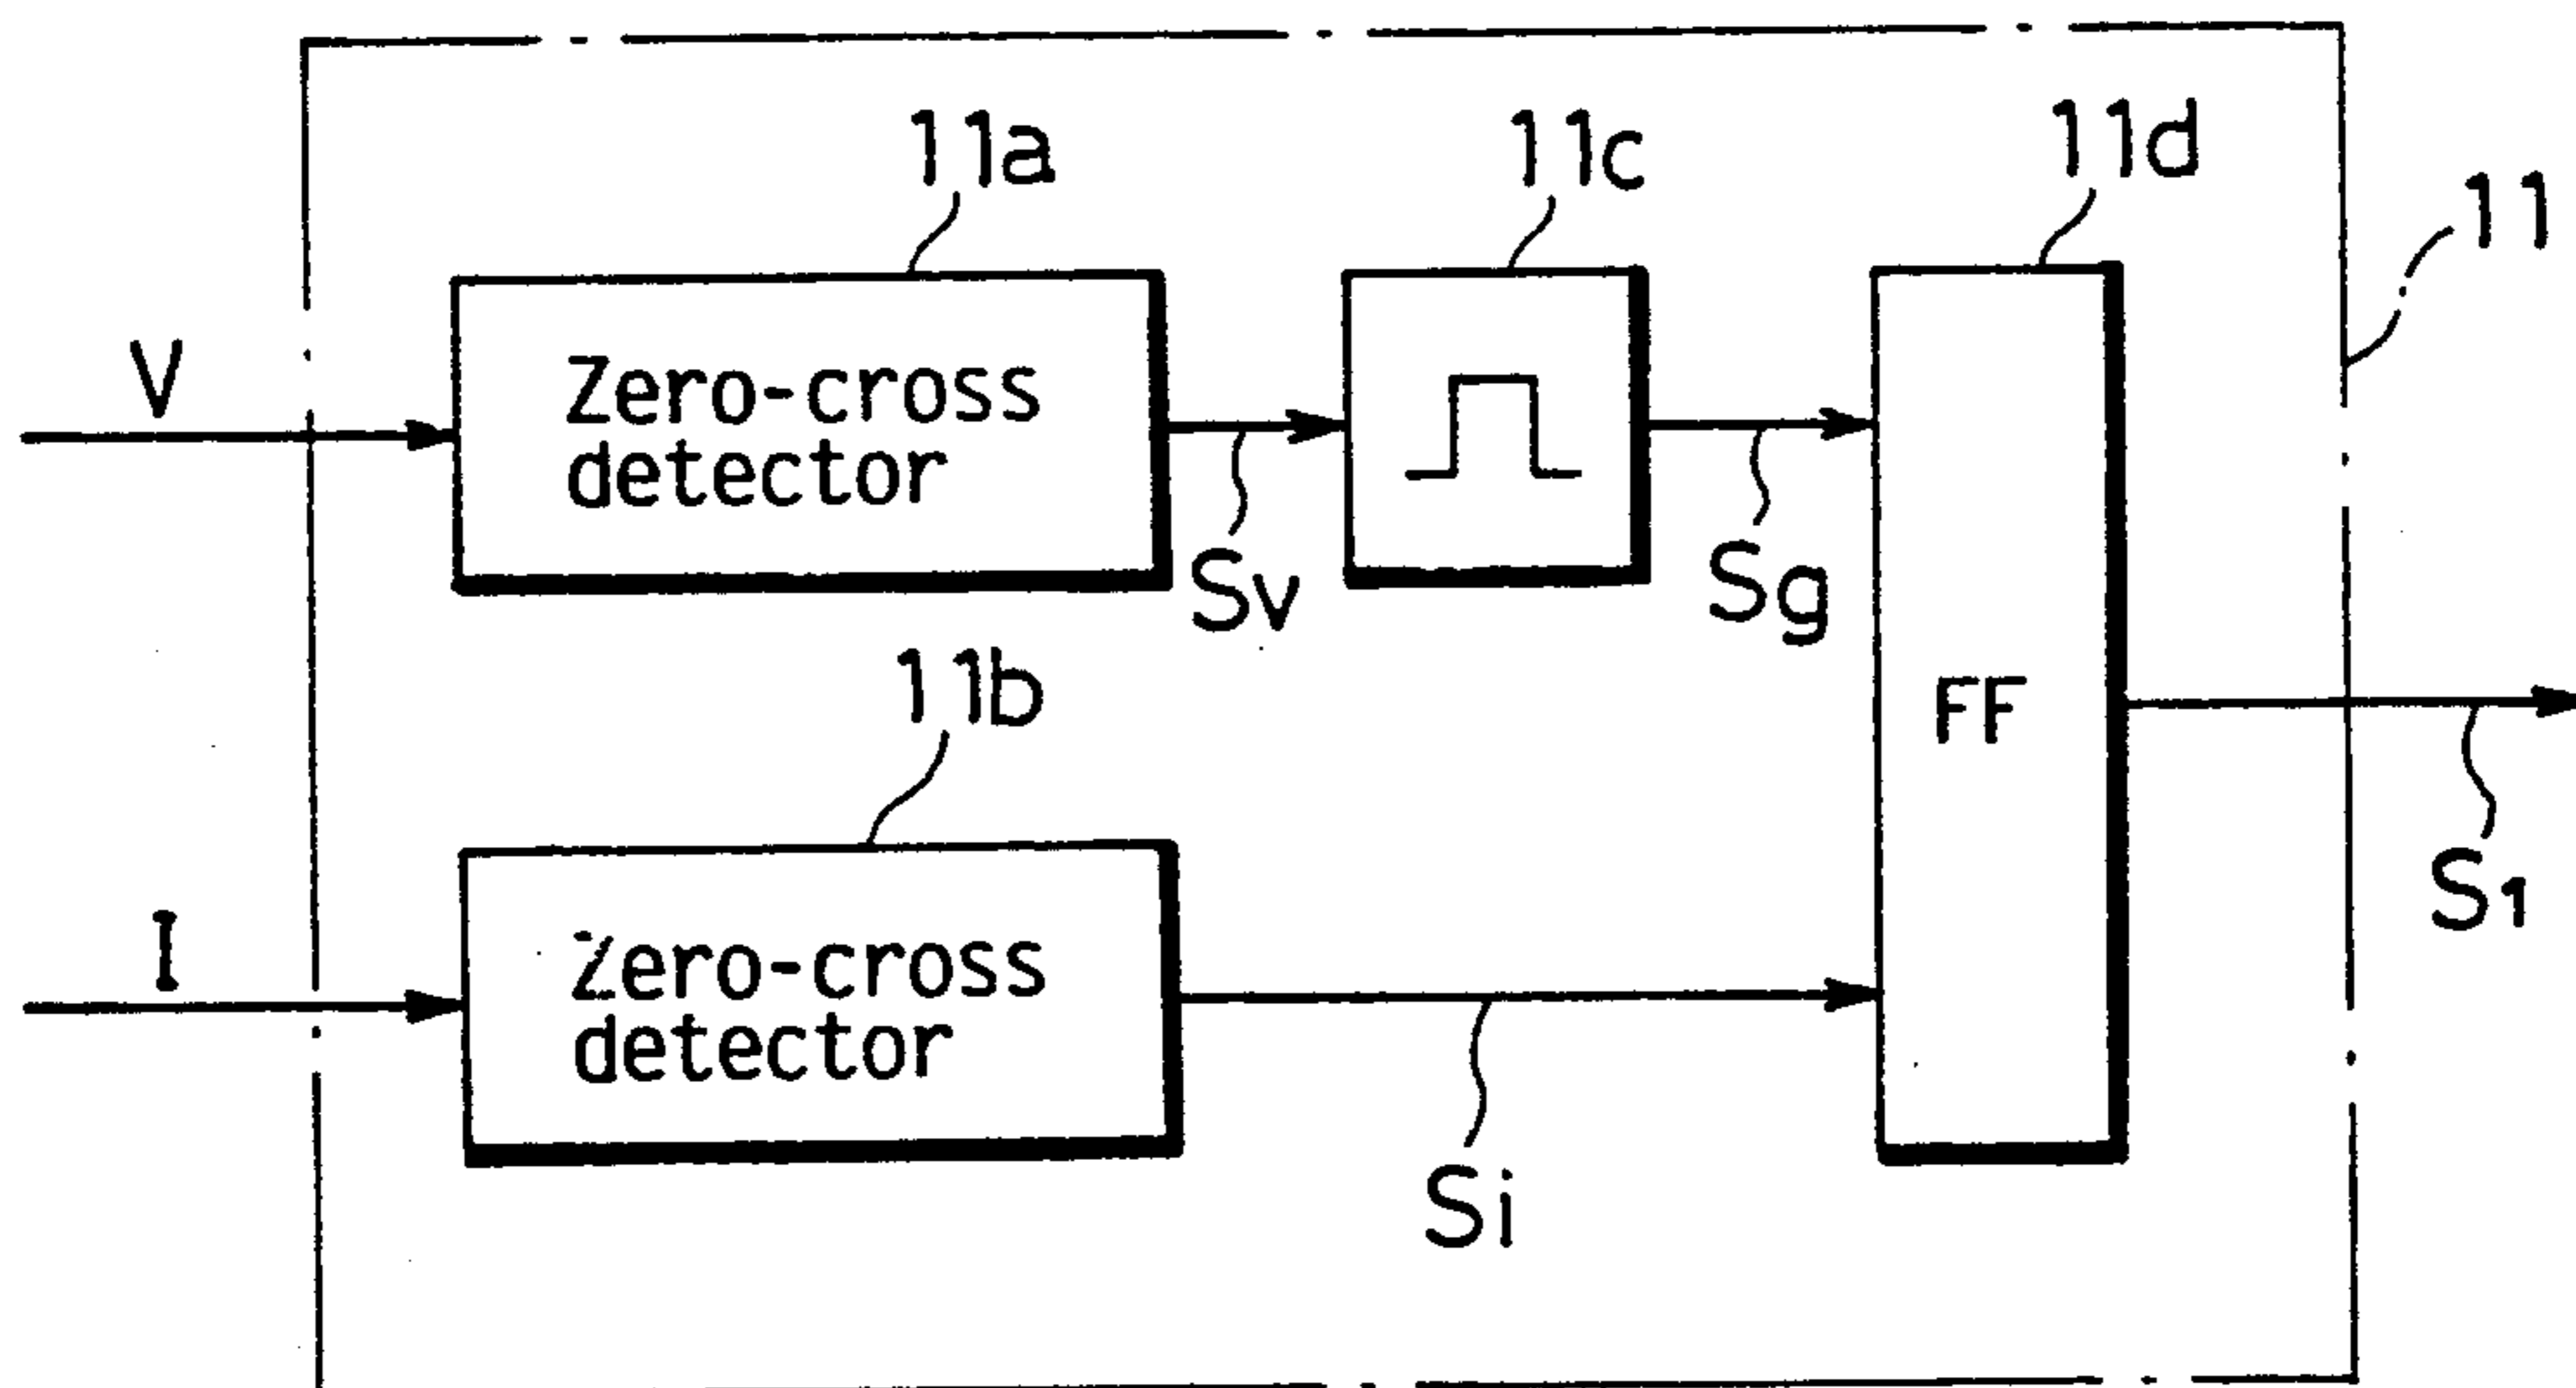 11a
11c
11d
11
V
Zero-cross
detector
Sv
Sg
11b
FF
I
Zero-cross
detector
Si
S1